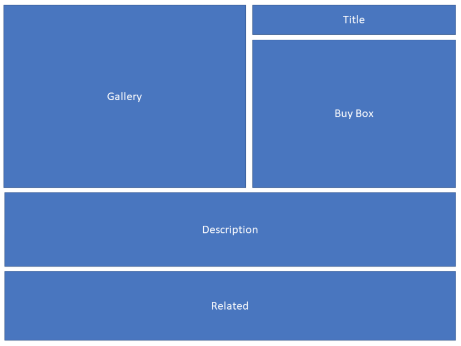 Gallery
Title
Buy Box
Description
Related